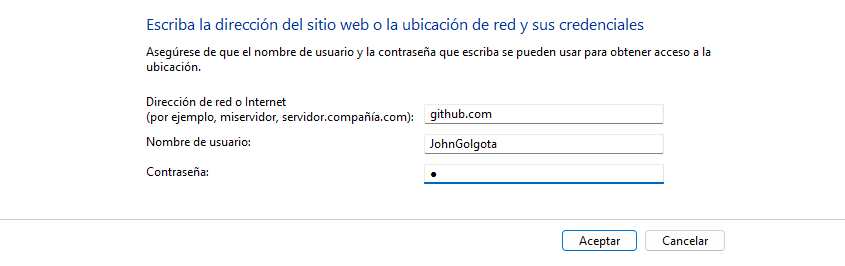 Escriba la dirección del sitio web o la ubicación de red y sus credenciales
Asegúrese de que el nombre de usuario y la contraseña que escriba se pueden usar para obtener acceso a la
ubicación.
Dirección de red o Internet
(por ejemplo, miservidor, servidor.compañía.com): github.com
Nombre de usuario: JohnGolgota
Contraseña: ●
Aceptar Cancelar